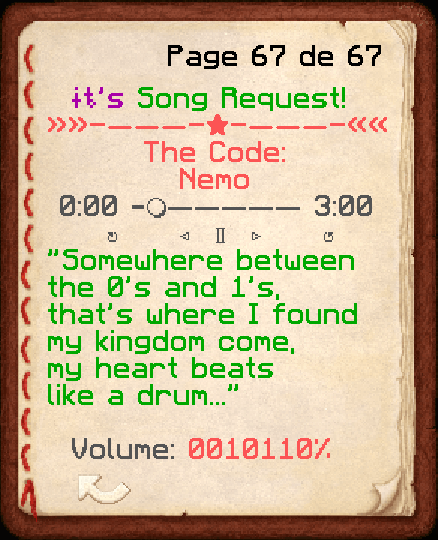 Page 67 de 67
it's Song Request!
»»-————-★-————-««
The Code:
Nemo
0:00 -○————— 3:00
↻ ◁ II ▷ ↺
"Somewhere between
the 0's and 1's,
that's where I found
my kingdom come,
my heart beats
like a drum..."
Volume: 0010110%